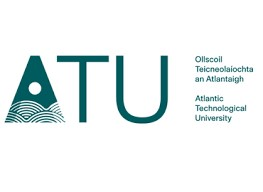 ATU
Ollscoil
Teicneolaíochta
an Atlantaigh
Atlantic
Technological
University